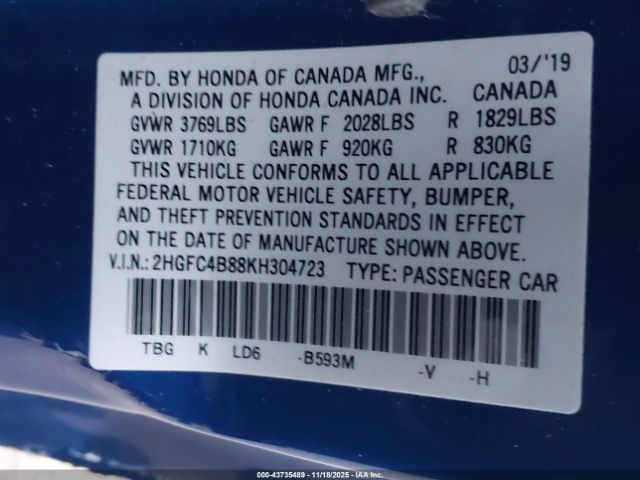 MFD. BY HONDA OF CANADA MFG., 03/'19
A DIVISION OF HONDA CANADA INC. CANADA
GVWR 3769LBS GAWR F 2028LBS R 1829LBS
GVWR 1710KG GAWR F 920KG R 830KG
THIS VEHICLE CONFORMS TO ALL APPLICABLE
FEDERAL MOTOR VEHICLE SAFETY, BUMPER,
AND THEFT PREVENTION STANDARDS IN EFFECT
ON THE DATE OF MANUFACTURE SHOWN ABOVE.
V.I.N.: 2HGFC4B88KH304723 TYPE: PASSENGER CAR
TBG K LD6 -B593M -V -H
000-43735489 11/18/2025 IAAI.COM